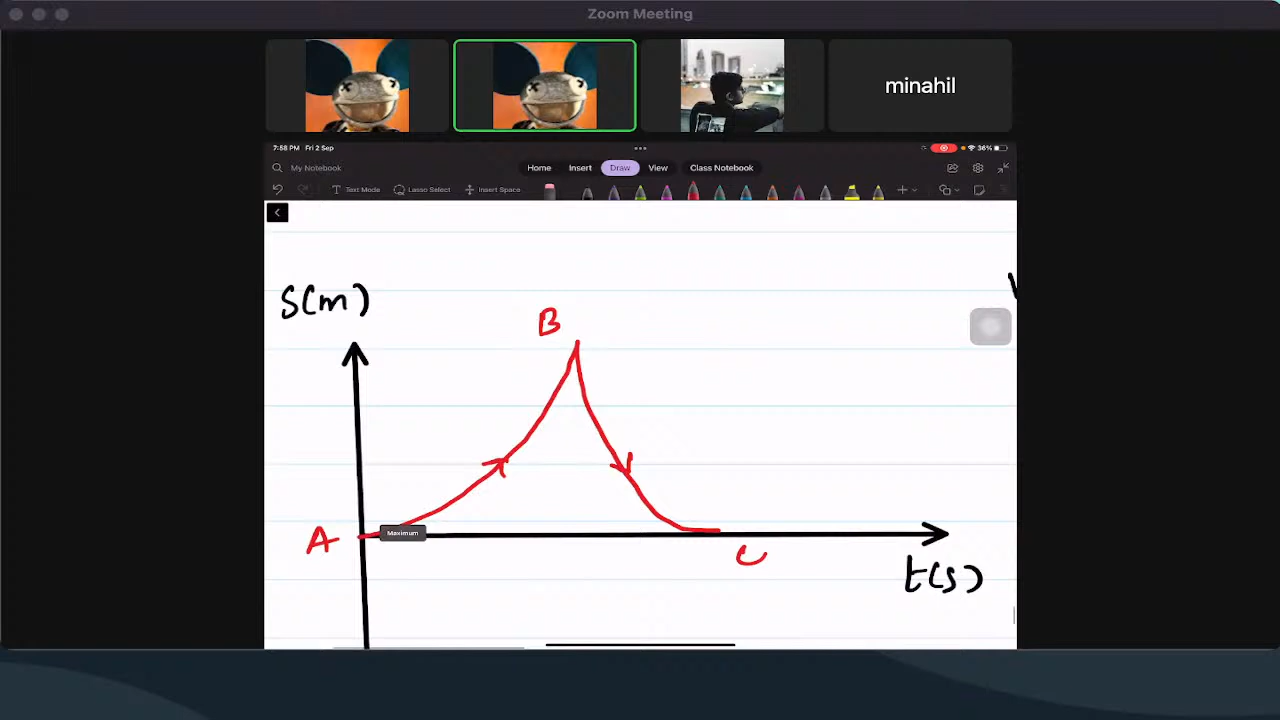 Zoom Meeting
minahil
7:58 PM Fri 2 Sep
36%
My Notebook
Home Insert Draw View Class Notebook
Text Mode Lasso Select Insert Space
S(m)
B
A
Maximum
C
t(s)